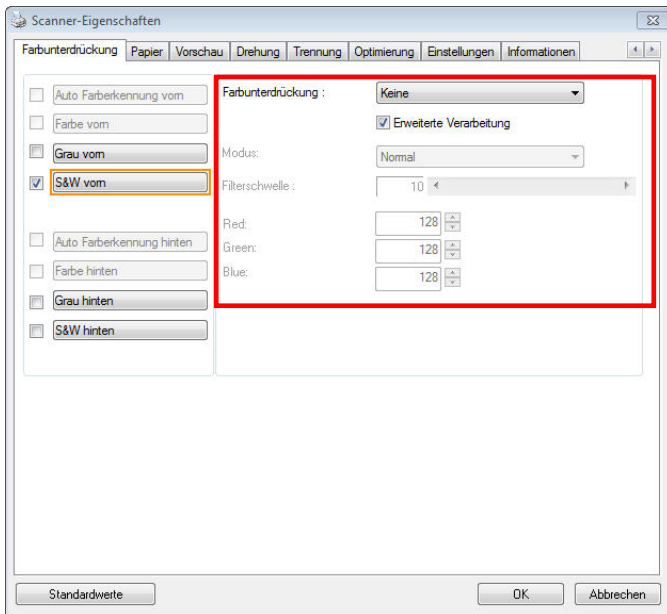 Scanner-Eigenschaften
Farbunterdrückung Papier Vorschau Drehung Trennung Optimierung Einstellungen Informationen
Auto Farberkennung vorn
Farbe vorn
Grau vorn
S&W vorn
Auto Farberkennung hinten
Farbe hinten
Grau hinten
S&W hinten
Farbunterdrückung : Keine
Erweiterte Verarbeitung
Modus: Normal
Filterschwelle : 10
Red: 128
Green: 128
Blue: 128
Standardwerte OK Abbrechen